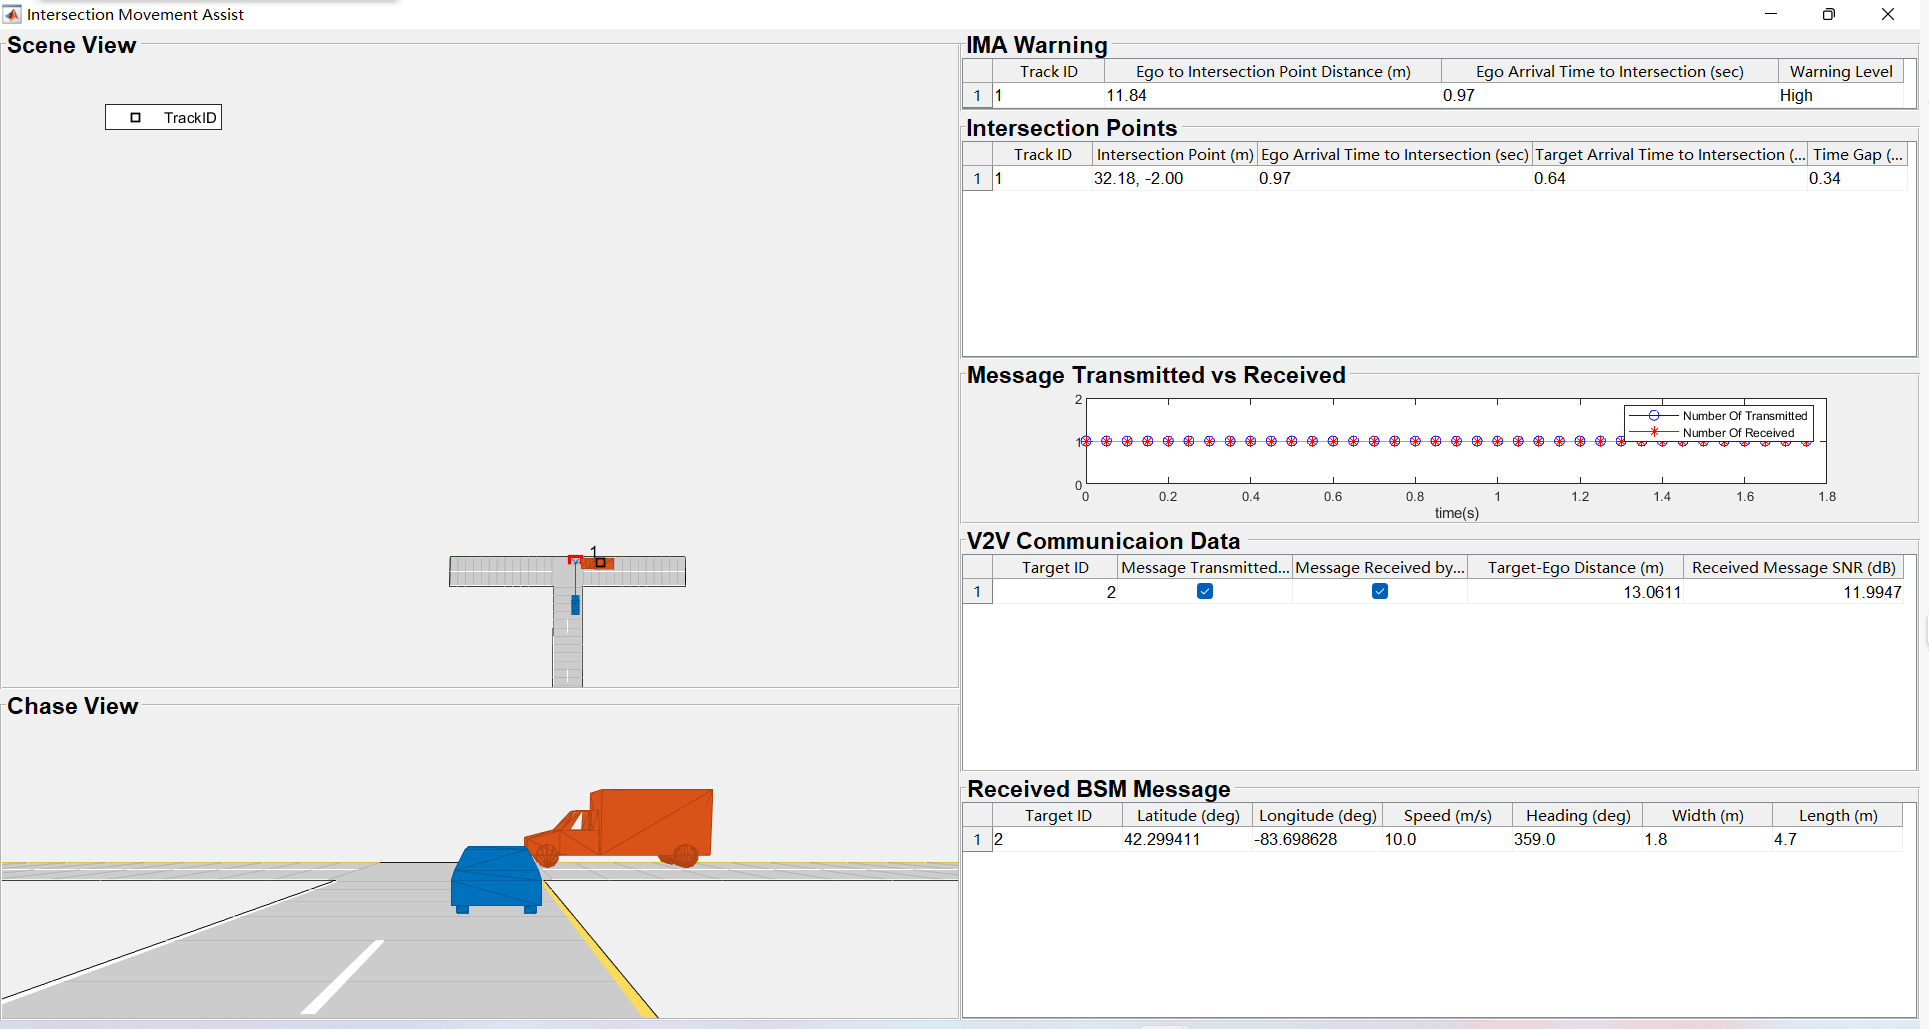 Intersection Movement Assist
Scene View
TrackID
1
Chase View
IMA Warning
Track ID Ego to Intersection Point Distance (m) Ego Arrival Time to Intersection (sec) Warning Level
1 1 11.84 0.97 High
Intersection Points
Track ID Intersection Point (m) Ego Arrival Time to Intersection (sec) Target Arrival Time to Intersection (... Time Gap (...
1 1 32.18, -2.00 0.97 0.64 0.34
Message Transmitted vs Received
2
1
0
0 0.2 0.4 0.6 0.8 1 1.2 1.4 1.6 1.8
time(s)
Number Of Transmitted
Number Of Received
V2V Communicaion Data
Target ID Message Transmitted... Message Received by... Target-Ego Distance (m) Received Message SNR (dB)
1 2 13.0611 11.9947
Received BSM Message
Target ID Latitude (deg) Longitude (deg) Speed (m/s) Heading (deg) Width (m) Length (m)
1 2 42.299411 -83.698628 10.0 359.0 1.8 4.7